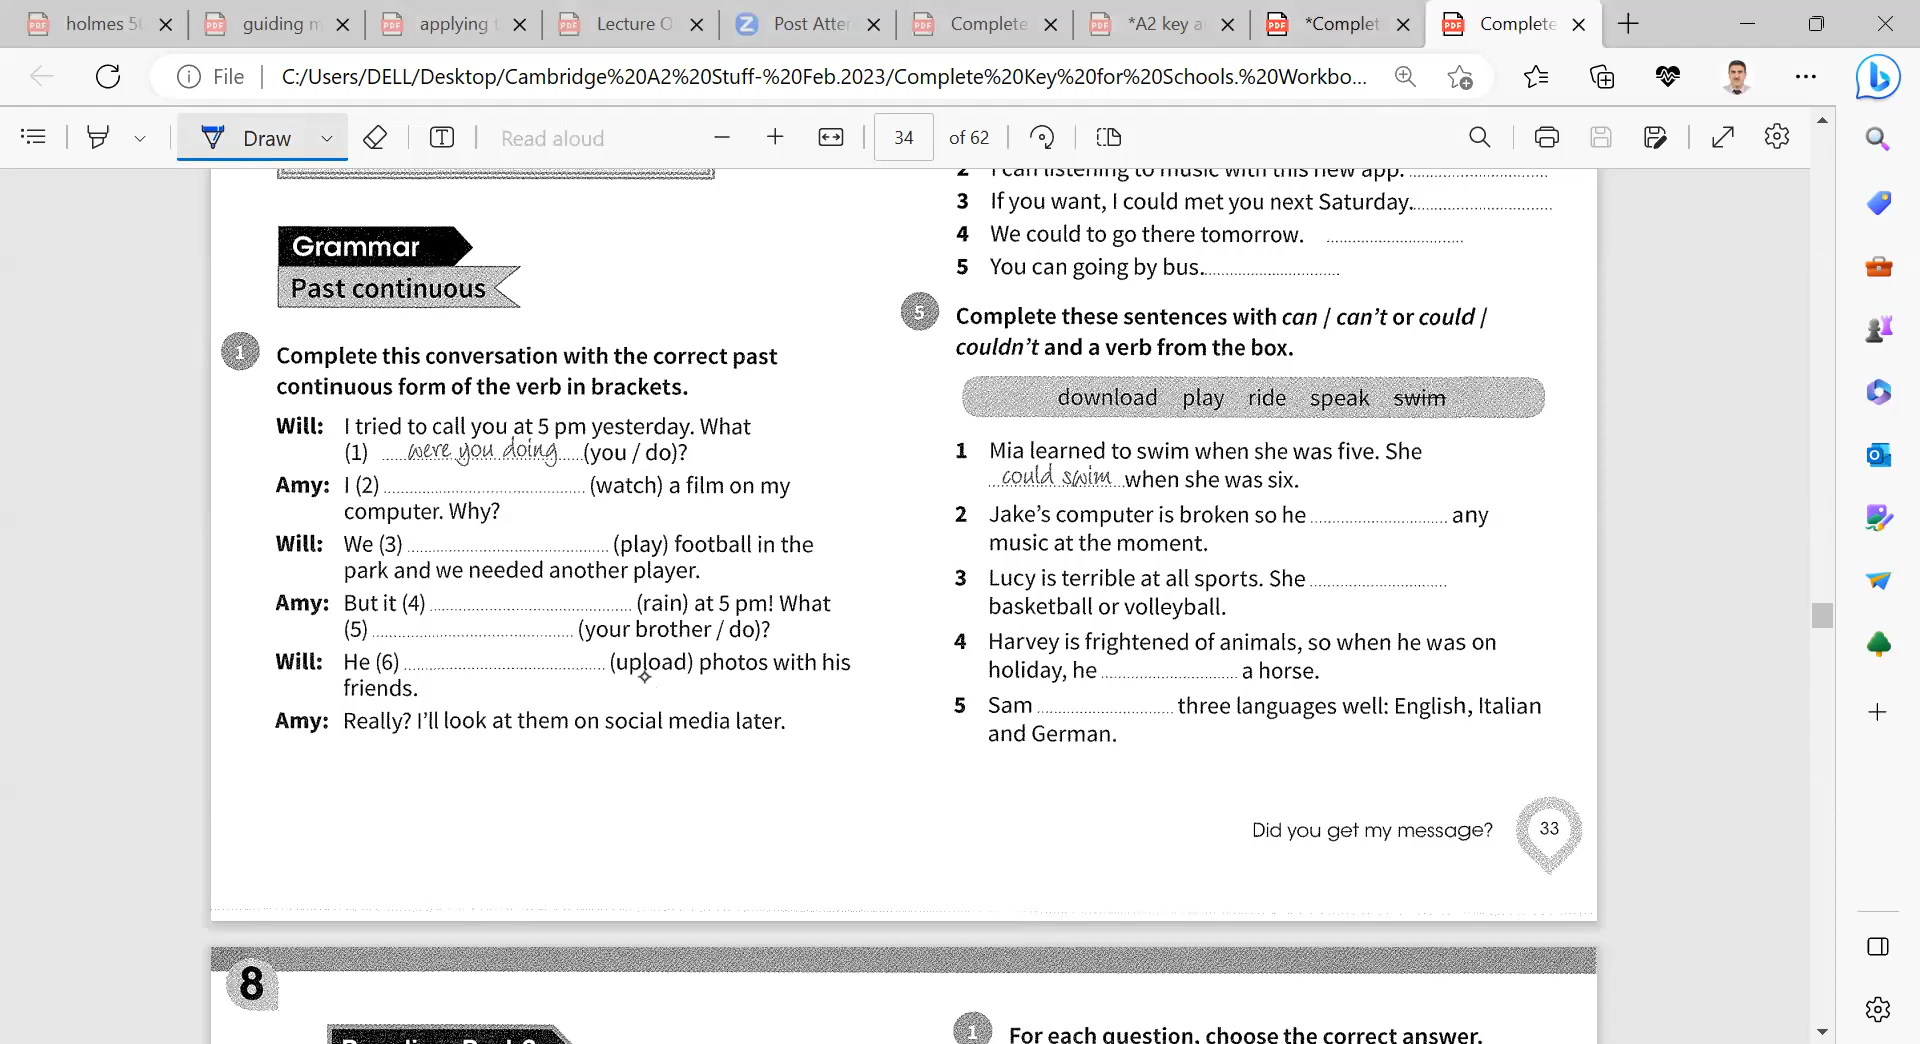 holmes 5
guiding m
applying t
Lecture O
Post Atter
Complete
*A2 key a
*Complet
Complete
File
C:/Users/DELL/Desktop/Cambridge%20A2%20Stuff-%20Feb.2023/Complete%20Key%20for%20Schools.%20Workbo...
Draw
Read aloud
34 of 62
Grammar
Past continuous
1 Complete this conversation with the correct past
continuous form of the verb in brackets.
Will: I tried to call you at 5 pm yesterday. What
(1) were you doing (you / do)?
Amy: I (2) (watch) a film on my
computer. Why?
Will: We (3) (play) football in the
park and we needed another player.
Amy: But it (4) (rain) at 5 pm! What
(5) (your brother / do)?
Will: He (6) (upload) photos with his
friends.
Amy: Really? I'll look at them on social media later.
2 I can listening to music with this new app.
3 If you want, I could met you next Saturday.
4 We could to go there tomorrow.
5 You can going by bus.
5 Complete these sentences with can / can't or could /
couldn't and a verb from the box.
download play ride speak swim
1 Mia learned to swim when she was five. She
could swim when she was six.
2 Jake's computer is broken so he any
music at the moment.
3 Lucy is terrible at all sports. She
basketball or volleyball.
4 Harvey is frightened of animals, so when he was on
holiday, he a horse.
5 Sam three languages well: English, Italian
and German.
Did you get my message? 33
8
1 For each question, choose the correct answer.